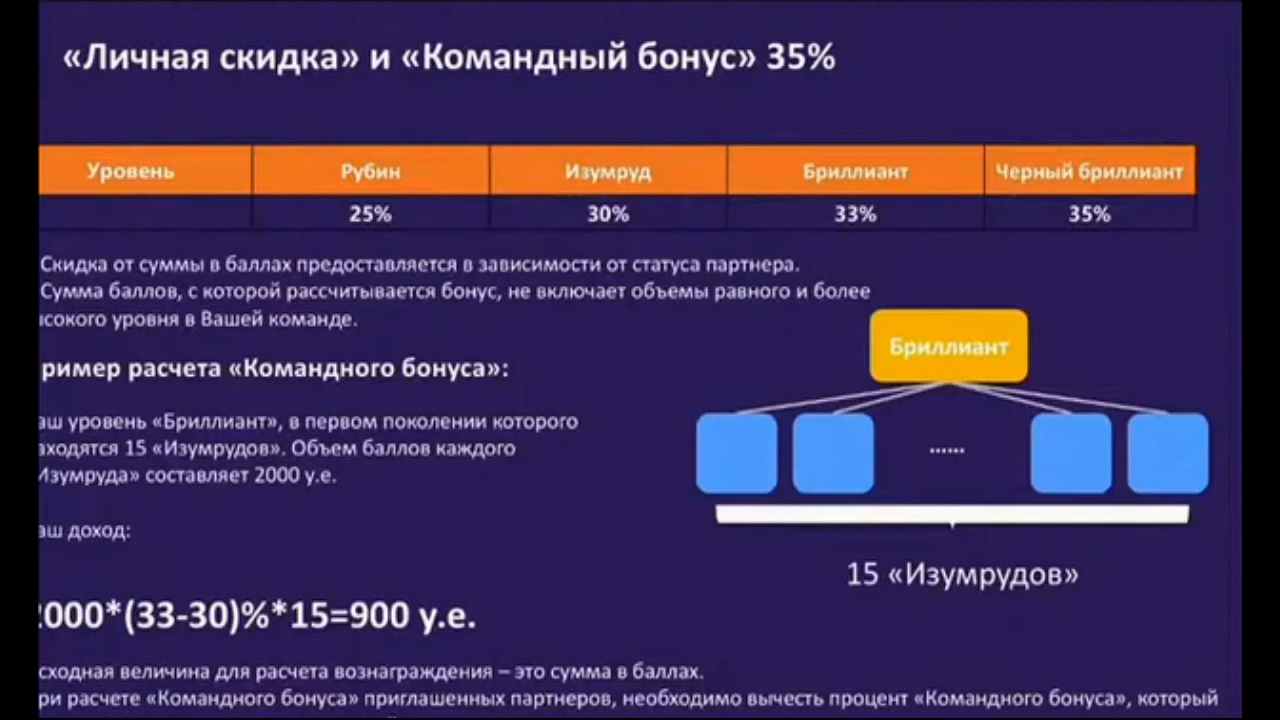 «Личная скидка» и «Командный бонус» 35%
Уровень Рубин Изумруд Бриллиант Черный бриллиант
25% 30% 33% 35%
Скидка от суммы в баллах предоставляется в зависимости от статуса партнера.
Сумма баллов, с которой рассчитывается бонус, не включает объемы равного и более
сокого уровня в Вашей команде.
Бриллиант
ример расчета «Командного бонуса»:
аш уровень «Бриллиант», в первом поколении которого
аходятся 15 «Изумрудов». Объем баллов каждого
Изумруда» составляет 2000 у.е.
......
аш доход:
15 «Изумрудов»
2000*(33-30)%*15=900 у.е.
сходная величина для расчета вознаграждения – это сумма в баллах.
ри расчете «Командного бонуса» приглашенных партнеров, необходимо вычесть процент «Командного бонуса», который